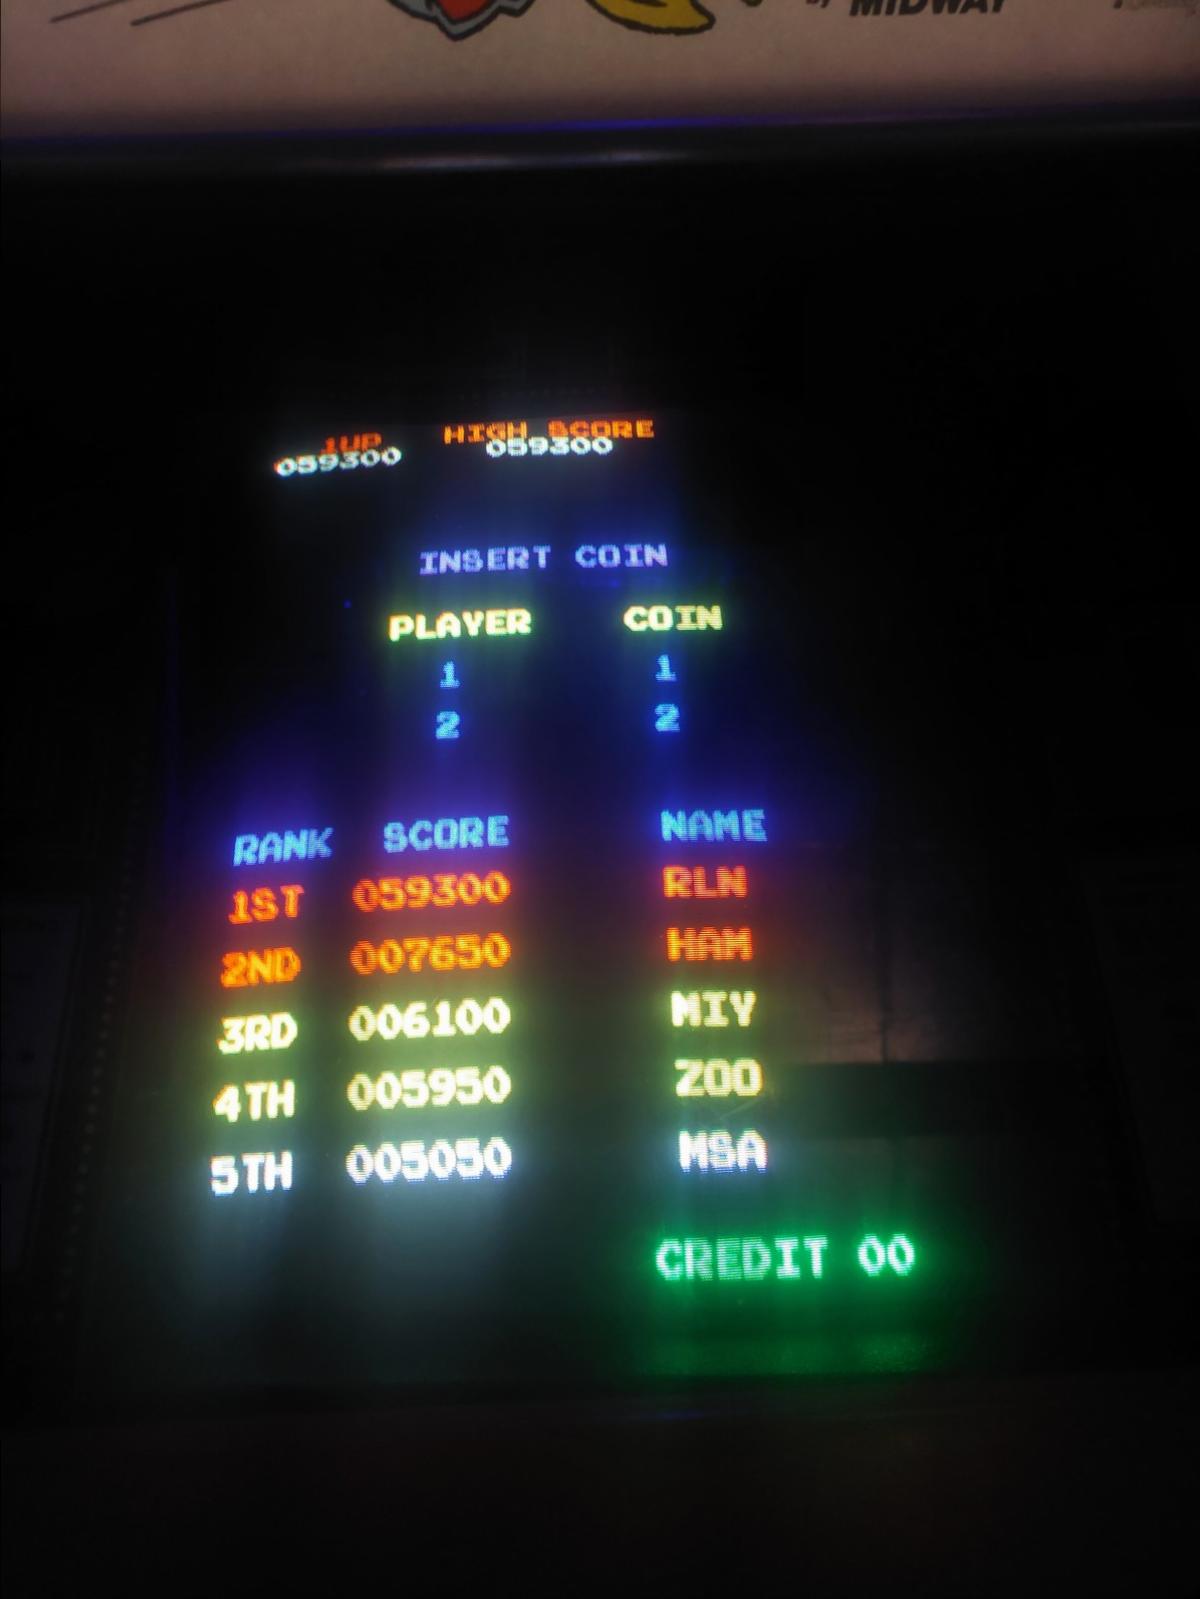 by MIDWAY
1UP HIGH SCORE
059300 059300
INSERT COIN
PLAYER COIN
1 1
2 2
RANK SCORE NAME
1ST 059300 RLN
2ND 007650 HAM
3RD 006100 MIY
4TH 005950 ZOO
5TH 005050 MSA
CREDIT 00